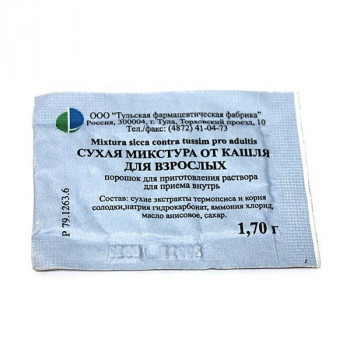 ООО "Тульская фармацевтическая фабрика"
Россия, 300004, г. Тула, Торховский проезд, 10
Тел./факс: (4872) 41-04-73
Mixtura sicca contra tussim pro adultis
СУХАЯ МИКСТУРА ОТ КАШЛЯ
ДЛЯ ВЗРОСЛЫХ
порошок для приготовления раствора
для приема внутрь
Состав: сухие экстракты термопсиса и корня
солодки,натрия гидрокарбонат, аммония хлорид,
масло анисовое, сахар.
1,70 г
Р 79.1263.6